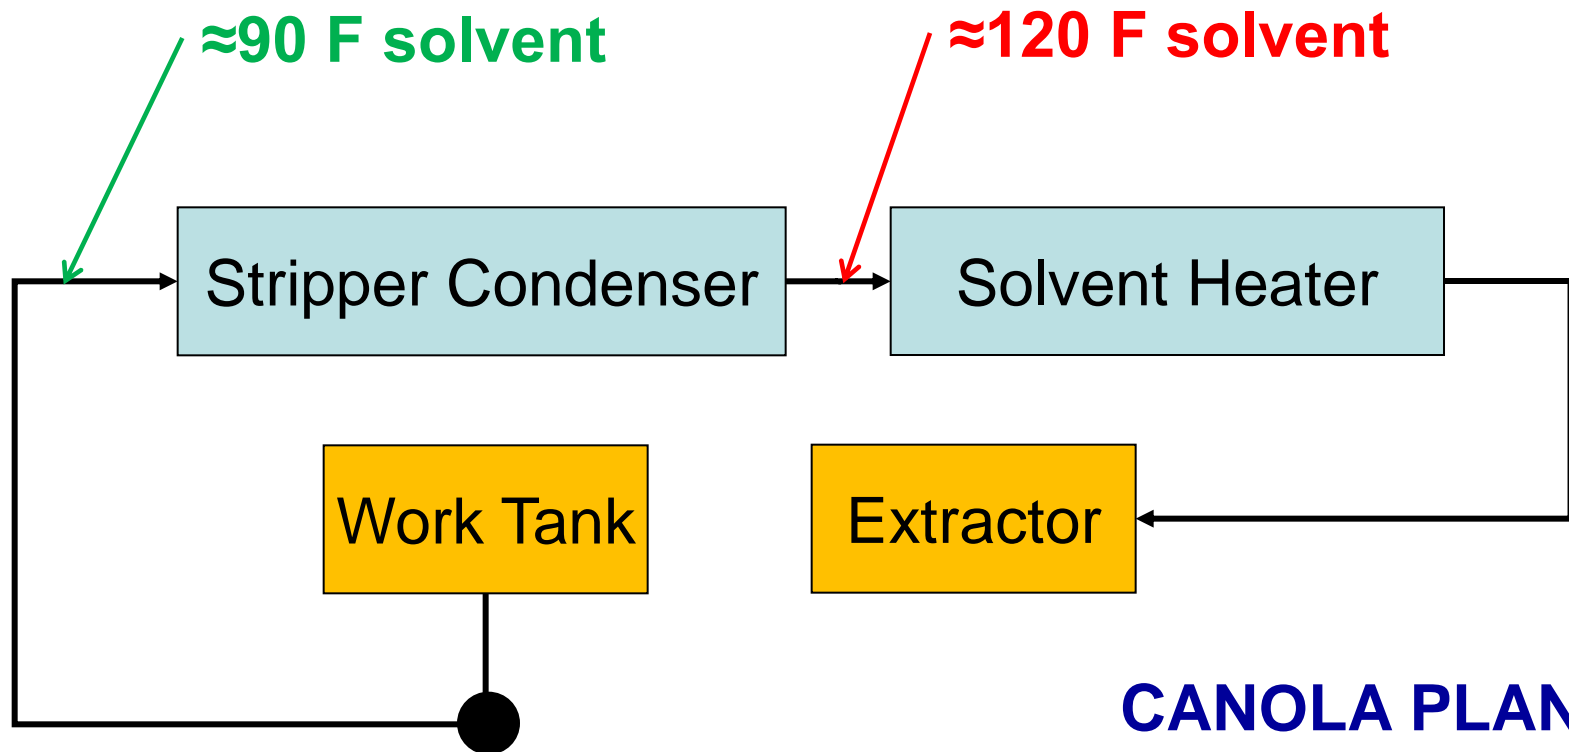 ≈90 F solvent
≈120 F solvent
Stripper Condenser
Solvent Heater
Work Tank
Extractor
CANOLA PLAN